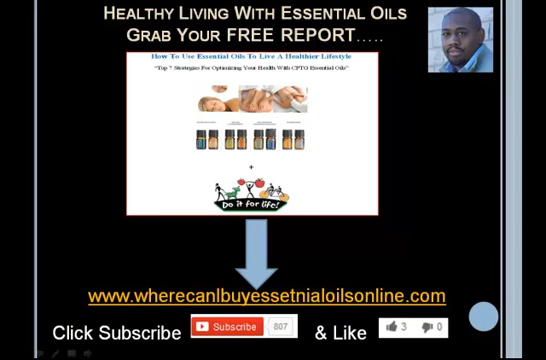 HEALTHY LIVING WITH ESSENTIAL OILS
GRAB YOUR FREE REPORT.....
How To Use Essential Oils To Live A Healthier Lifestyle
"Top 7 Strategies For Optimizing Your Health With CPTG Essential Oils"
+
Do it for life!
www.wherecanIbuyessetnialoilsonline.com
Click Subscribe
Subscribe 807
& Like
3 0